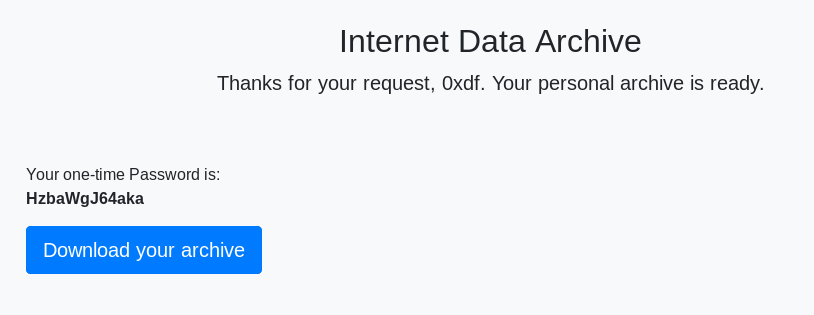 Internet Data Archive
Thanks for your request, 0xdf. Your personal archive is ready.
Your one-time Password is:
HzbaWgJ64aka
Download your archive